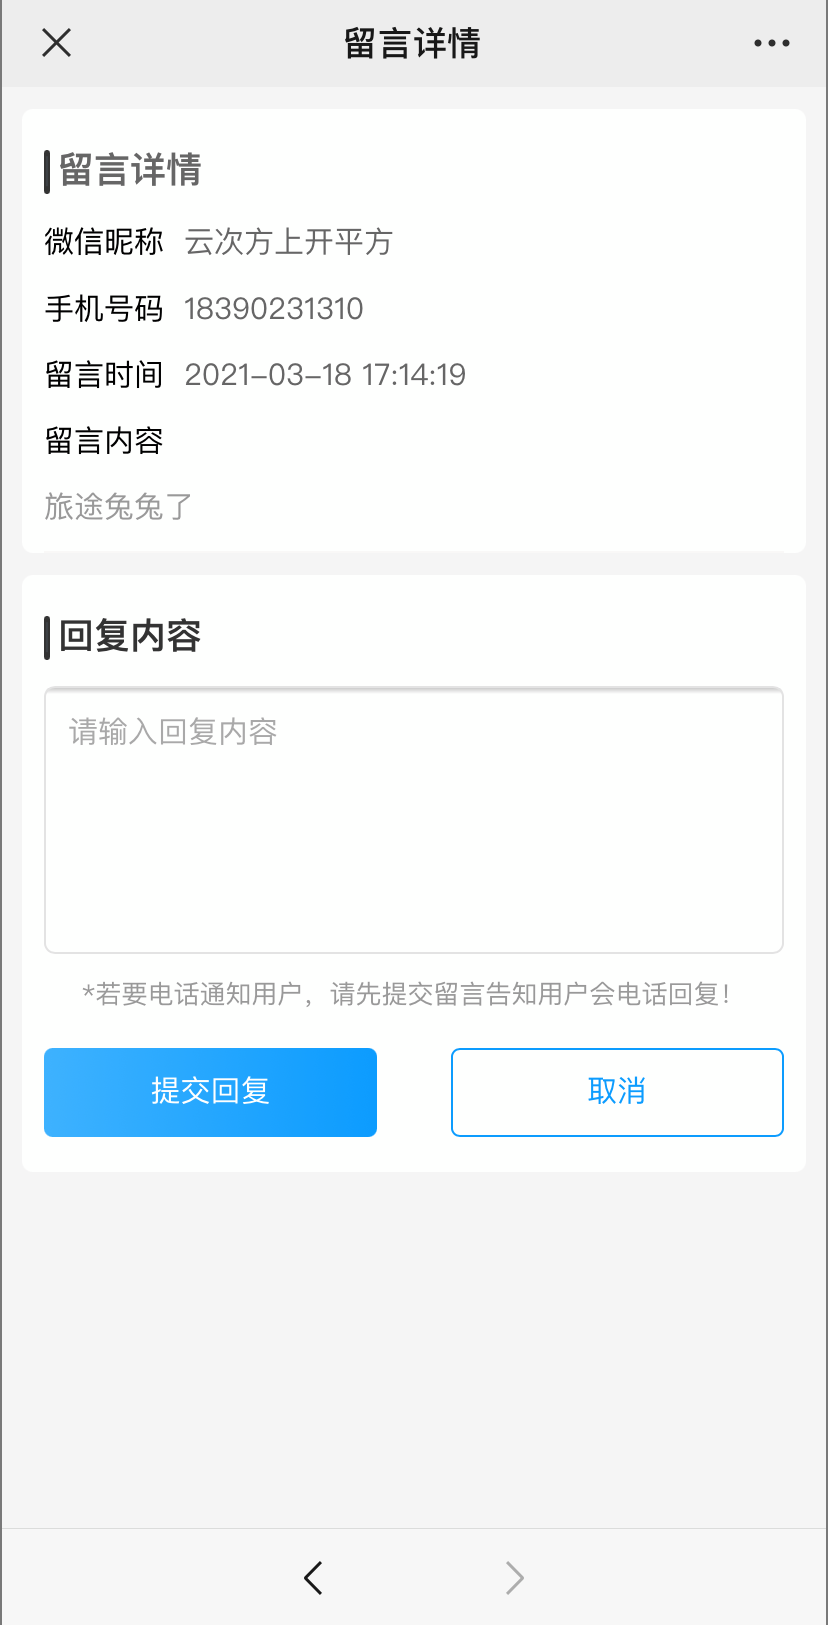 留言详情
留言详情
微信昵称 云次方上开平方
手机号码 18390231310
留言时间 2021-03-18 17:14:19
留言内容
旅途兔兔了
回复内容
请输入回复内容
*若要电话通知用户，请先提交留言告知用户会电话回复！
提交回复 取消